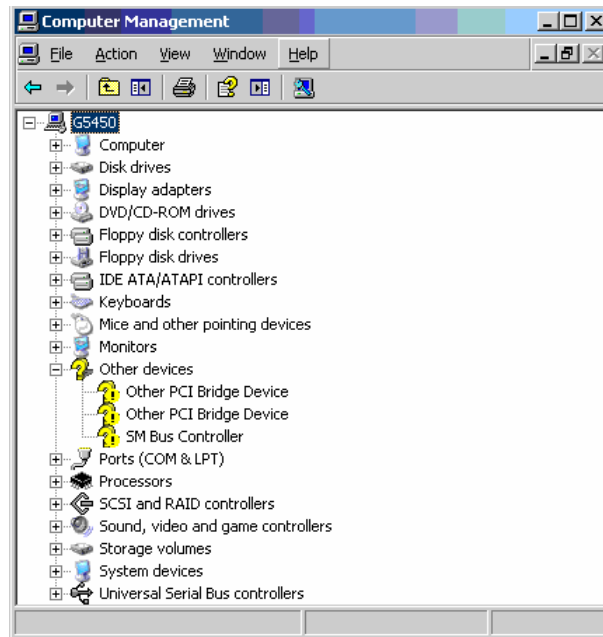 Computer Management
File Action View Window Help
G5450
Computer
Disk drives
Display adapters
DVD/CD-ROM drives
Floppy disk controllers
Floppy disk drives
IDE ATA/ATAPI controllers
Keyboards
Mice and other pointing devices
Monitors
Other devices
Other PCI Bridge Device
Other PCI Bridge Device
SM Bus Controller
Ports (COM & LPT)
Processors
SCSI and RAID controllers
Sound, video and game controllers
Storage volumes
System devices
Universal Serial Bus controllers